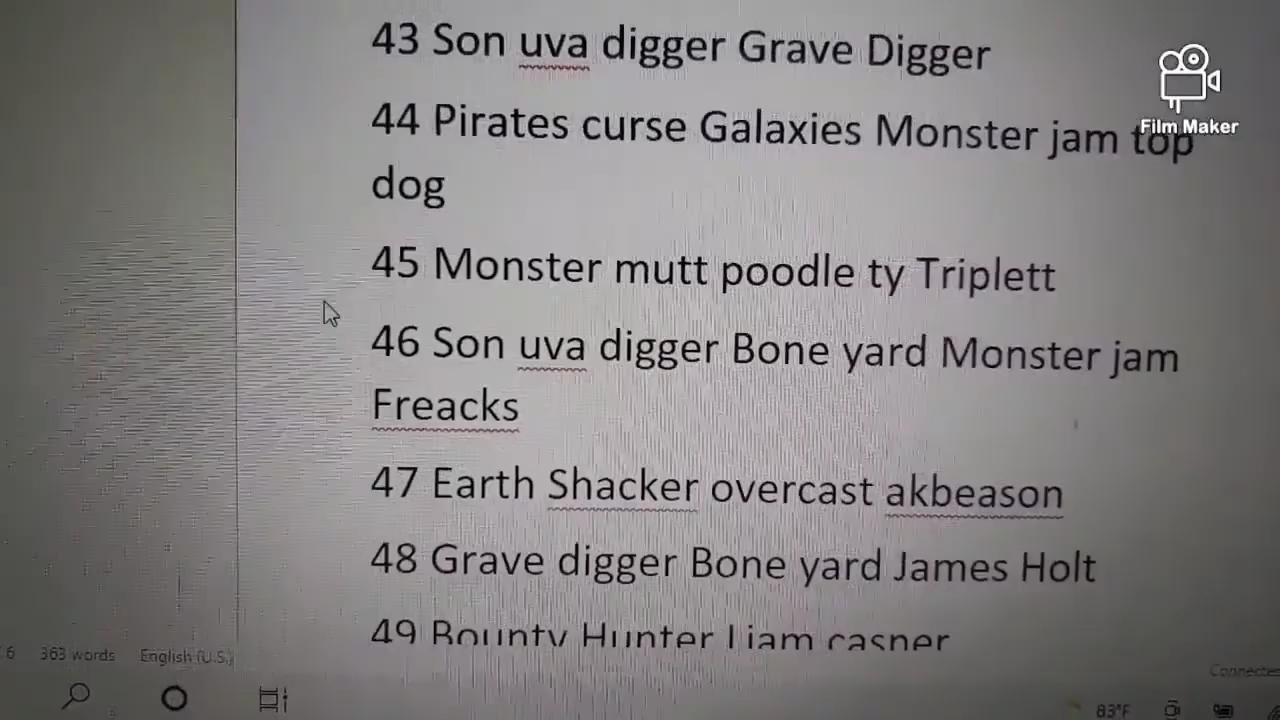 43 Son uva digger Grave Digger
Film Maker
44 Pirates curse Galaxies Monster jam top
dog
45 Monster mutt poodle ty Triplett
46 Son uva digger Bone yard Monster jam
Freacks
47 Earth Shacker overcast akbeason
48 Grave digger Bone yard James Holt
49 Bounty Hunter Liam casner
6 363 words English (U.S.)
83°F